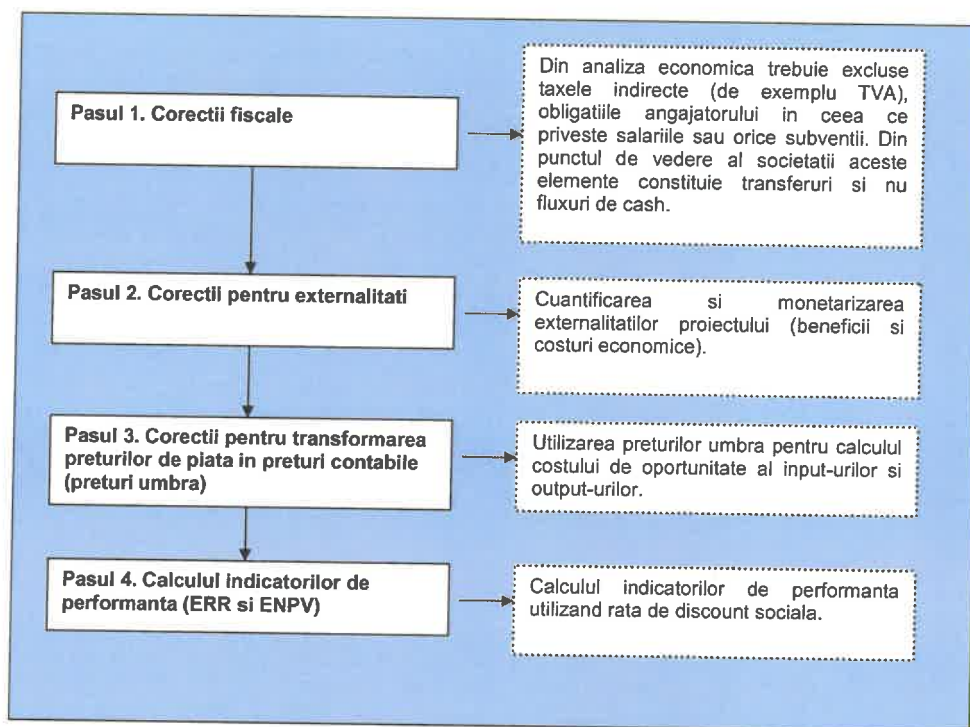 Pasul 1. Corectii fiscale
Din analiza economica trebuie excluse
taxele indirecte (de exemplu TVA),
obligatiile angajatorului in ceea ce
priveste salariile sau orice subventii. Din
punctul de vedere al societatii aceste
elemente constituie transferuri si nu
fluxuri de cash.
Pasul 2. Corectii pentru externalitati
Cuantificarea si monetarizarea
externalitatilor proiectului (beneficii si
costuri economice).
Pasul 3. Corectii pentru transformarea
preturilor de piata in preturi contabile
(preturi umbra)
Utilizarea preturilor umbra pentru calculul
costului de oportunitate al input-urilor si
output-urilor.
Pasul 4. Calculul indicatorilor de
performanta (ERR si ENPV)
Calculul indicatorilor de performanta
utilizand rata de discount sociala.